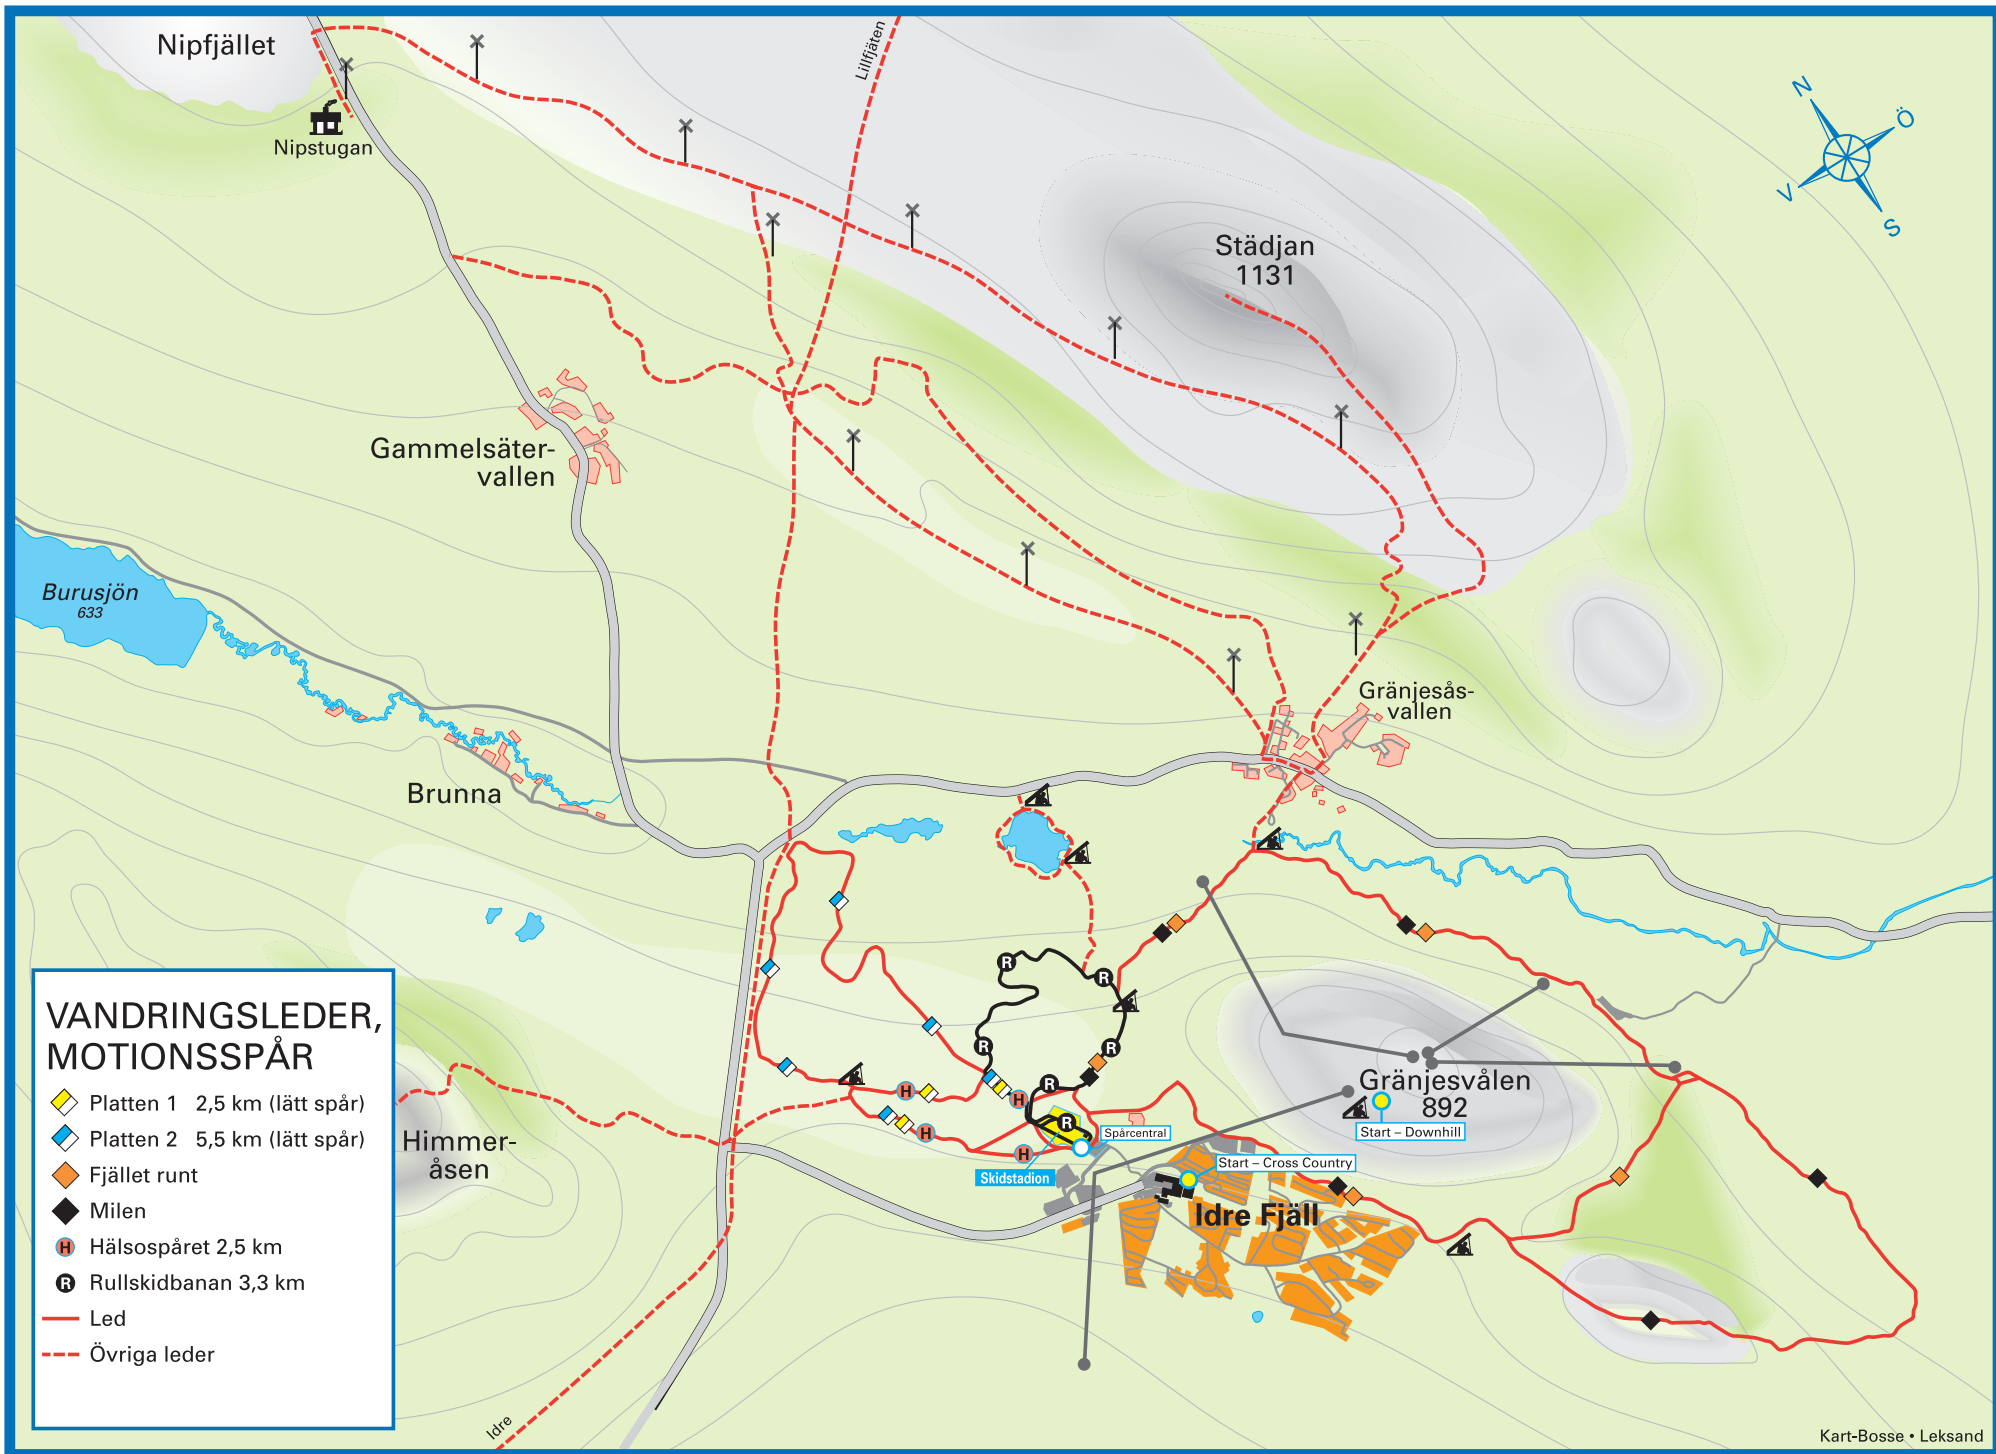 Nipfjället
Lillfjäten
N
Ö
V
S
Nipstugan
Städjan
1131
Gammelsäter-
vallen
Burusjön
633
Gränjesås-
vallen
Brunna
VANDRINGSLEDER,
MOTIONSSPÅR
Platten 1 2,5 km (lätt spår)
Platten 2 5,5 km (lätt spår)
Fjället runt
Milen
H Hälsospåret 2,5 km
R Rullskidbanan 3,3 km
Led
Övriga leder
Himmer-
åsen
R
R
R
R
R
R
H
H
H
H
Gränjesvålen
892
Start – Downhill
Spårcentral
Start – Cross Country
Skidstadion
Idre Fjäll
Idre
Kart-Bosse • Leksand